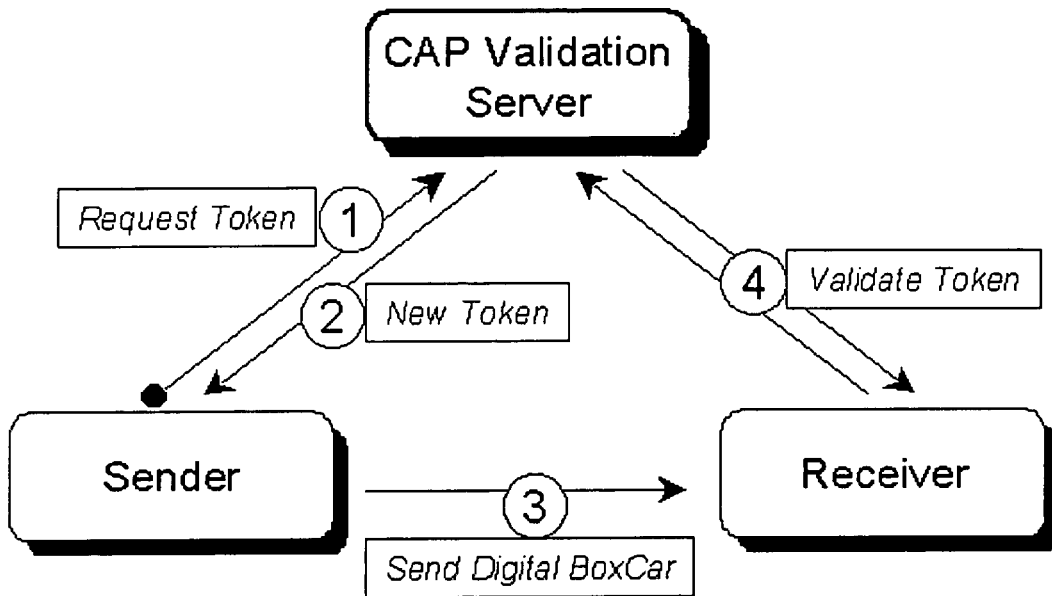 CAP Validation
Server
Request Token
1
2
New Token
4
Validate Token
Sender
Receiver
3
Send Digital BoxCar